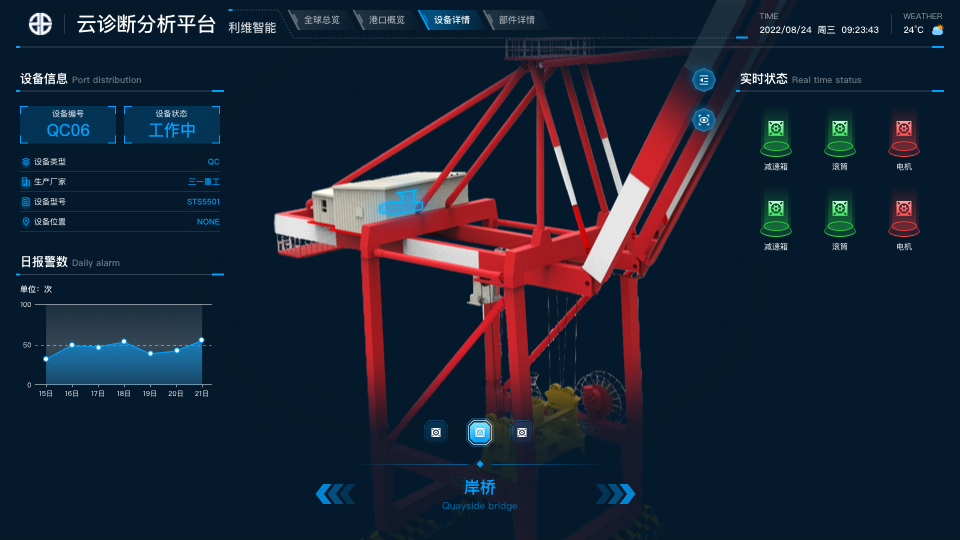 云诊断分析平台
利维智能
全球总览
港口概览
设备详情
部件详情
TIME
2022/08/24 周三 09:23:43
WEATHER
24°C
设备信息 Port distribution
设备编号
QC06
设备状态
工作中
设备类型 QC
生产厂家 三一重工
设备型号 STS5501
设备位置 NONE
日报警数 Daily alarm
单位: 次
100
50
0
15日 16日 17日 18日 19日 20日 21日
实时状态 Real time status
减速箱 滚筒 电机
减速箱 滚筒 电机
岸桥
Quayside bridge